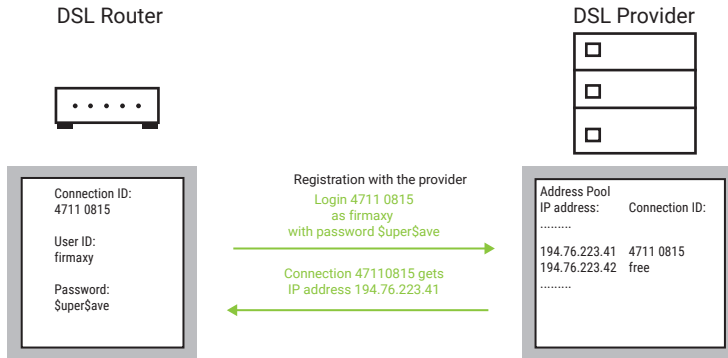 DSL Router
DSL Provider
Connection ID:
4711 0815
User ID:
firmaxy
Password:
$uper$ave
Registration with the provider
Login 4711 0815
as firmaxy
with password $uper$ave
Connection 47110815 gets
IP address 194.76.223.41
Address Pool
IP address: Connection ID:
.........
194.76.223.41 4711 0815
194.76.223.42 free
.........